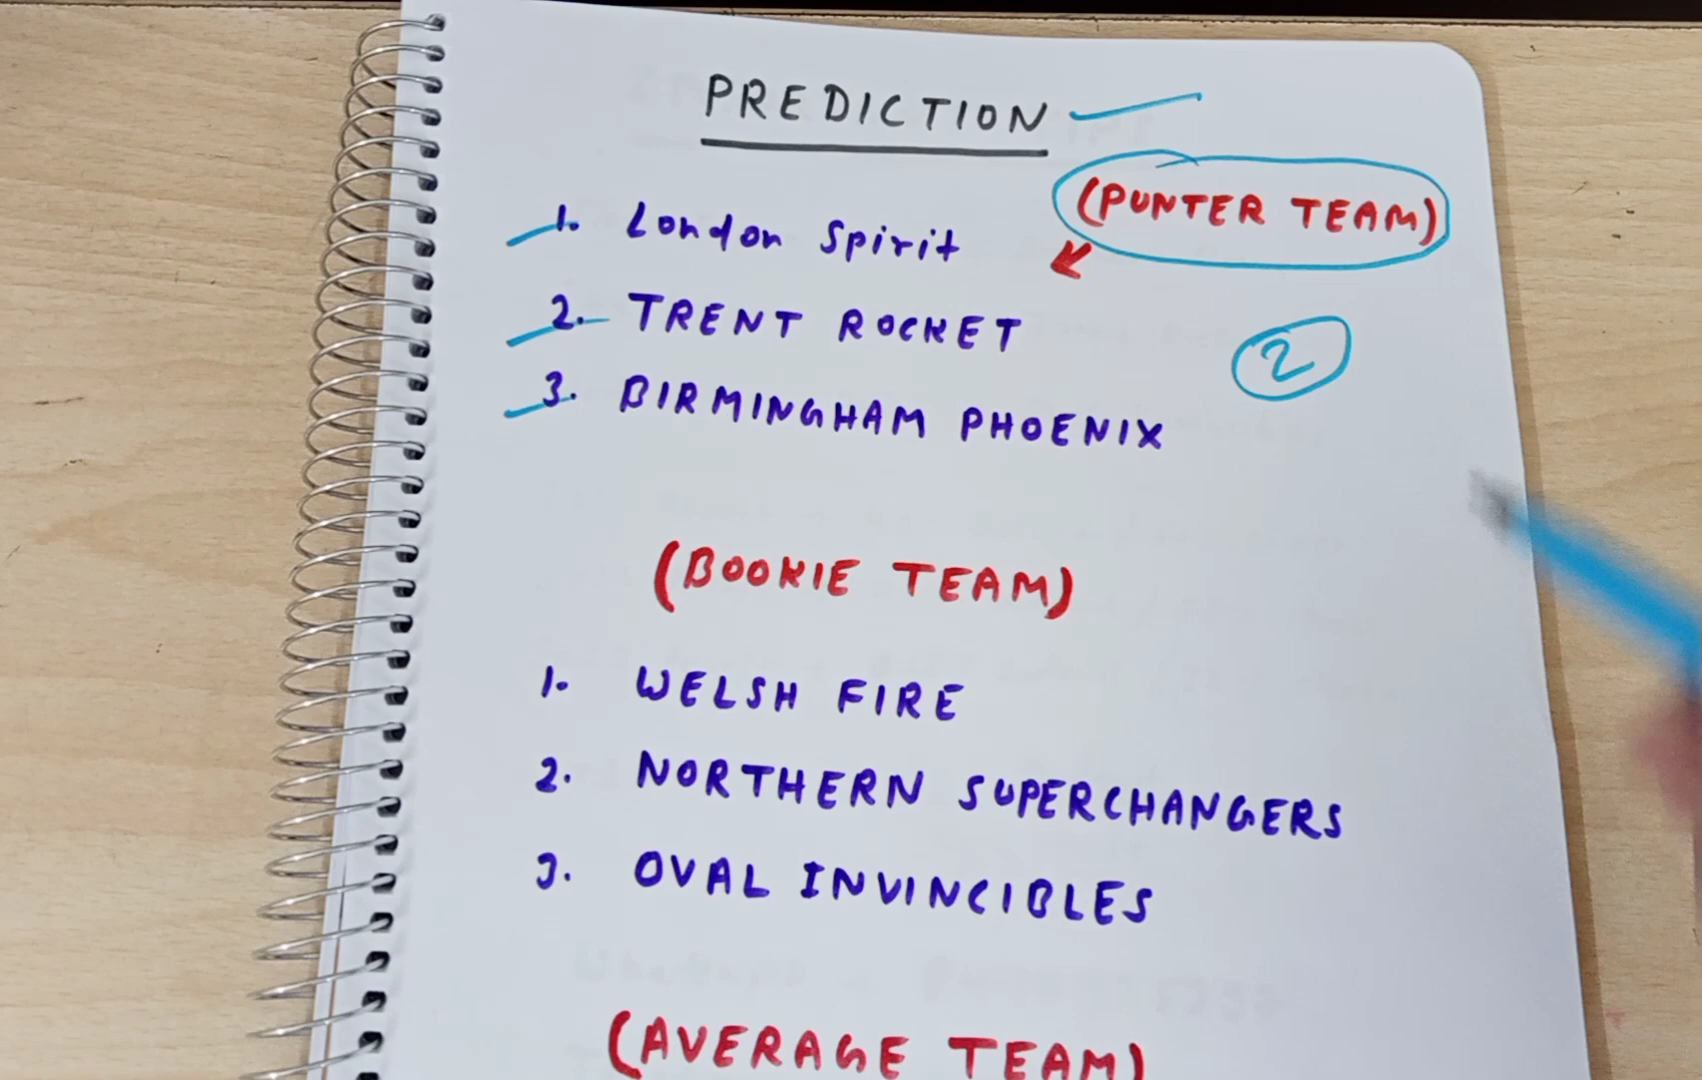 PREDICTION
(PUNTER TEAM)
1. London Spirit
2. TRENT ROCKET
2
3. BIRMINGHAM PHOENIX
(BOOKIE TEAM)
1. WELSH FIRE
2. NORTHERN SUPERCHANGERS
3. OVAL INVINCIBLES
(AVERAGE TEAM)